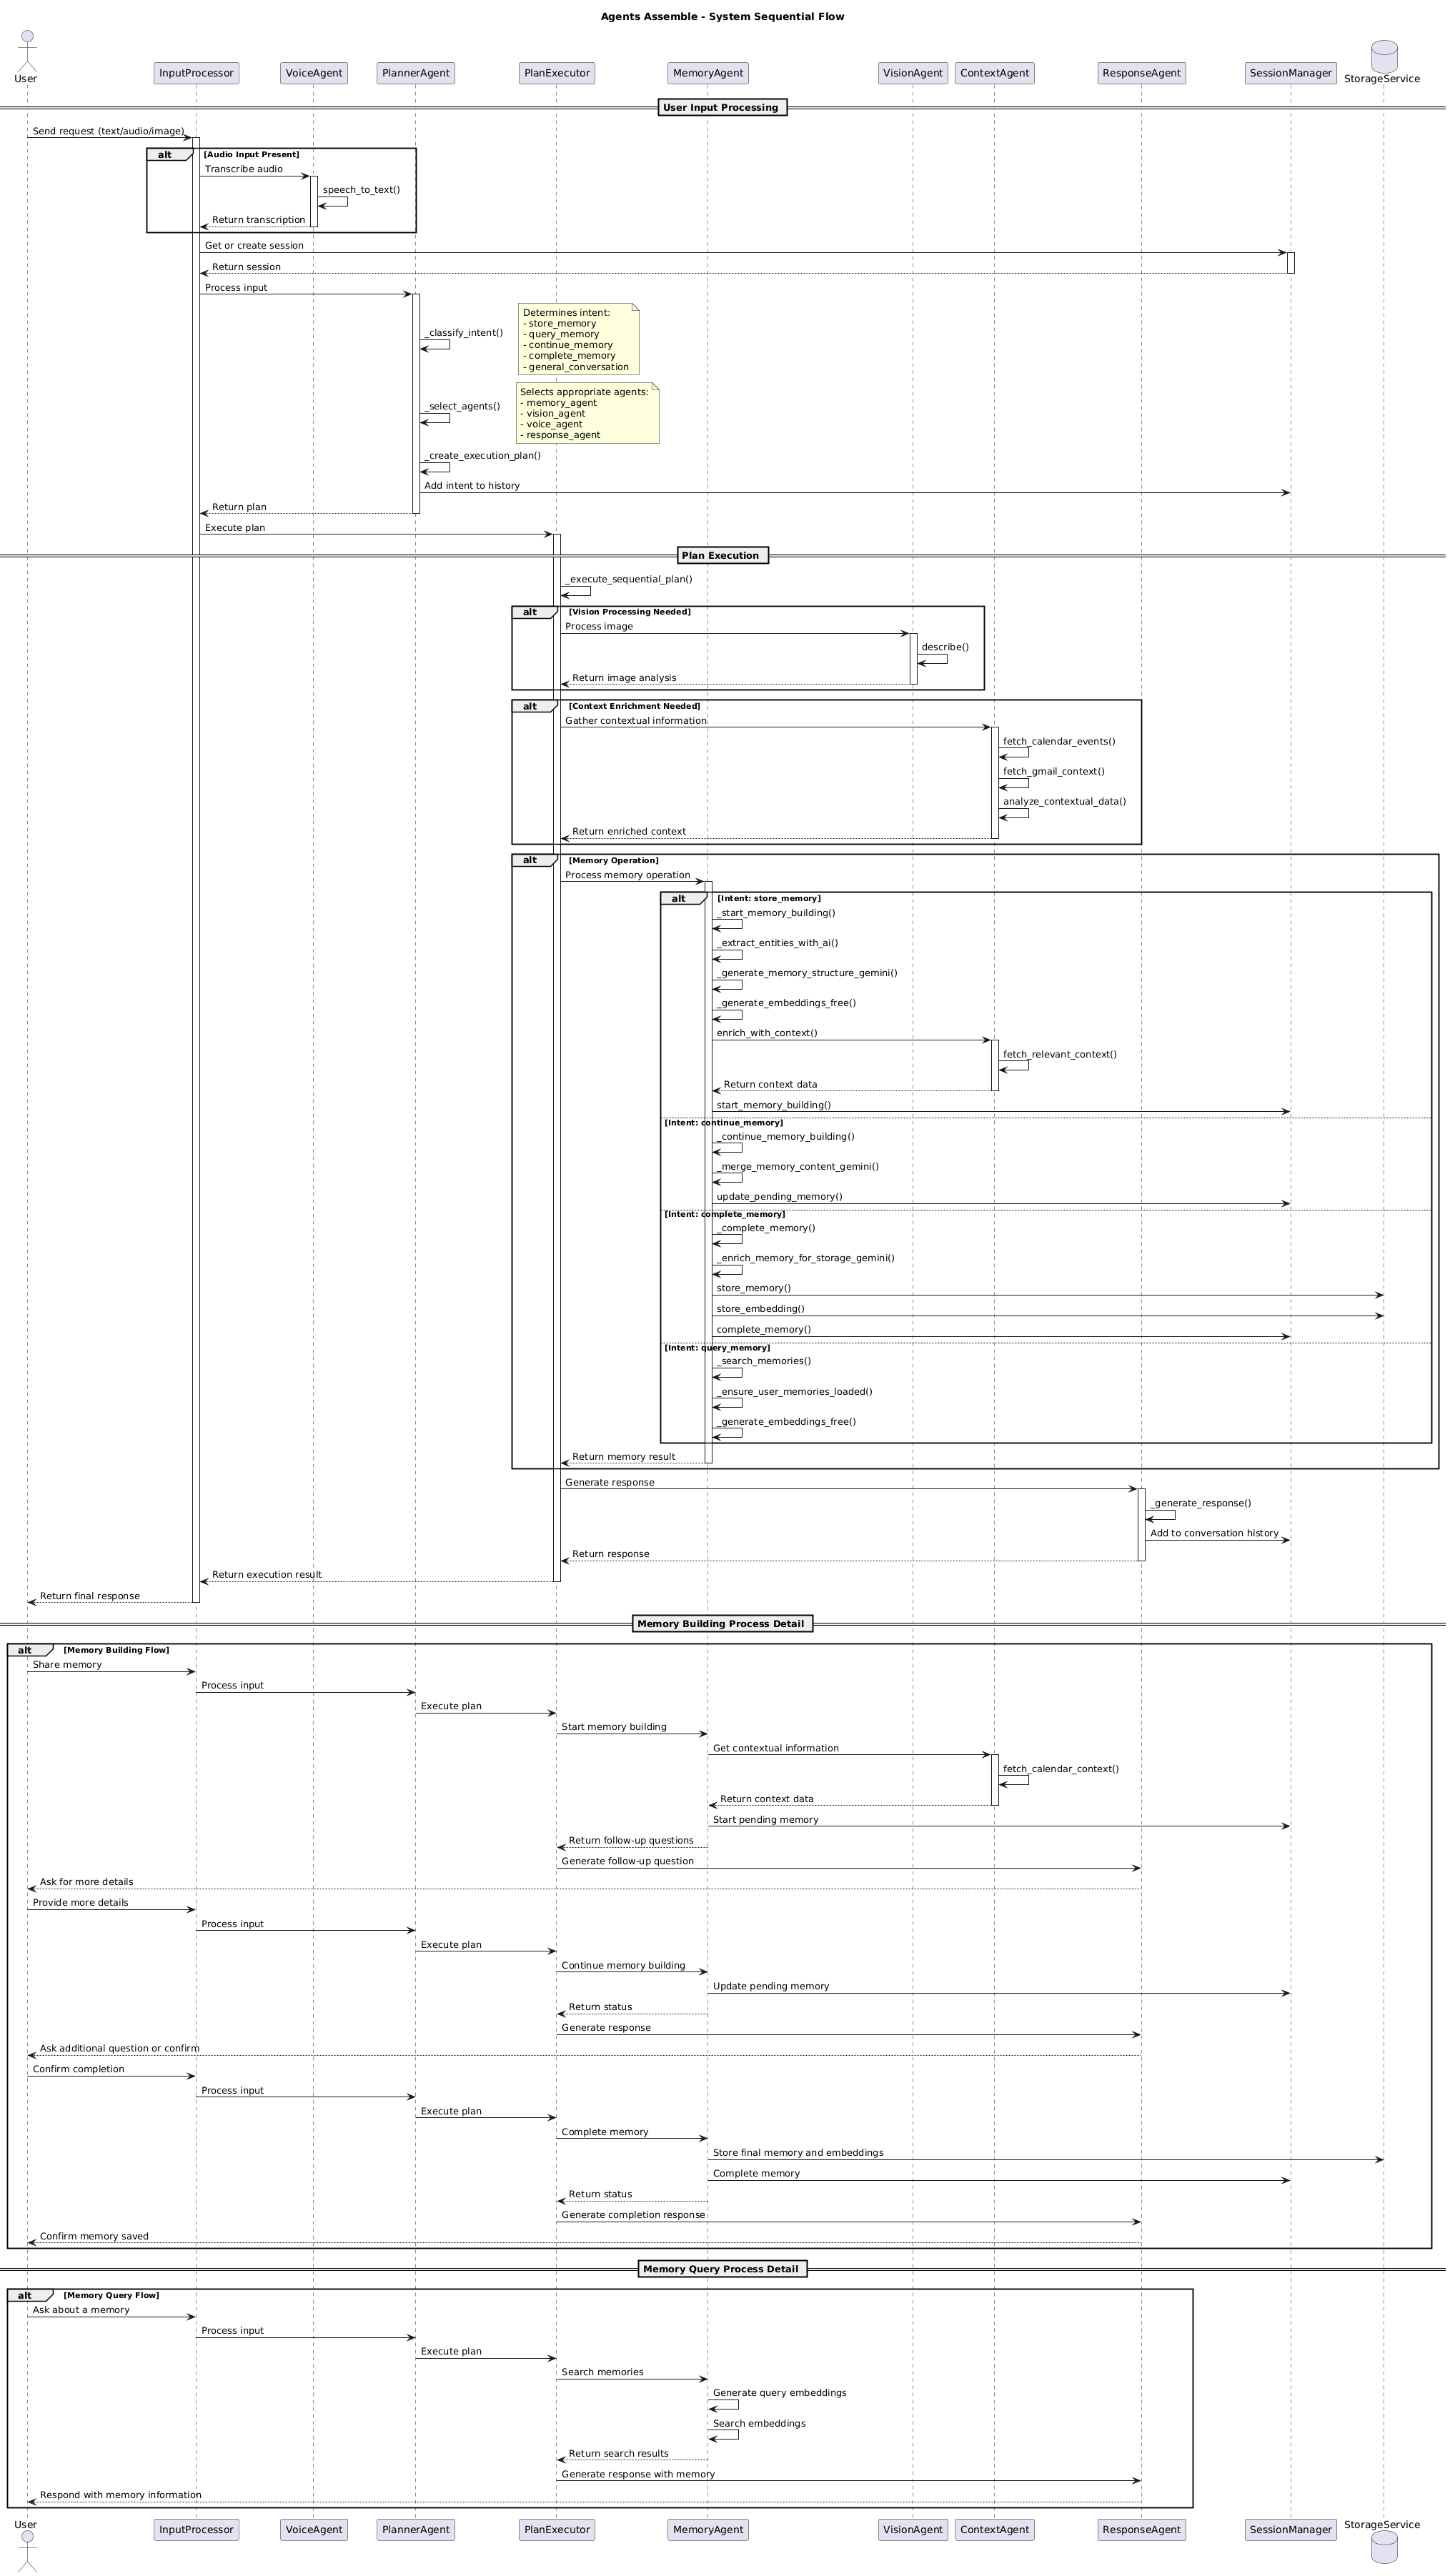 Agents Assemble - System Sequential Flow
User
InputProcessor
VoiceAgent
PlannerAgent
PlanExecutor
MemoryAgent
VisionAgent
ContextAgent
ResponseAgent
SessionManager
StorageService
User Input Processing
Send request (text/audio/image)
alt [Audio Input Present]
Transcribe audio
speech_to_text()
Return transcription
Get or create session
Return session
Process input
Determines intent:
- store_memory
_classify_intent()
- query_memory
- continue_memory
- complete_memory
- general_conversation
Selects appropriate agents:
- memory_agent
_select_agents()
- vision_agent
- voice_agent
- response_agent
_create_execution_plan()
Add intent to history
Return plan
Execute plan
Plan Execution
_execute_sequential_plan()
alt [Vision Processing Needed]
Process image
describe()
Return image analysis
alt [Context Enrichment Needed]
Gather contextual information
fetch_calendar_events()
fetch_gmail_context()
analyze_contextual_data()
Return enriched context
alt [Memory Operation]
Process memory operation
alt [Intent: store_memory]
_start_memory_building()
_extract_entities_with_ai()
_generate_memory_structure_gemini()
_generate_embeddings_free()
enrich_with_context()
fetch_relevant_context()
Return context data
start_memory_building()
[Intent: continue_memory]
_continue_memory_building()
_merge_memory_content_gemini()
update_pending_memory()
[Intent: complete_memory]
_complete_memory()
_enrich_memory_for_storage_gemini()
store_memory()
store_embedding()
complete_memory()
[Intent: query_memory]
_search_memories()
_ensure_user_memories_loaded()
_generate_embeddings_free()
Return memory result
Generate response
_generate_response()
Add to conversation history
Return response
Return execution result
Return final response
Memory Building Process Detail
alt [Memory Building Flow]
Share memory
Process input
Execute plan
Start memory building
Get contextual information
fetch_calendar_context()
Return context data
Start pending memory
Return follow-up questions
Generate follow-up question
Ask for more details
Provide more details
Process input
Execute plan
Continue memory building
Update pending memory
Return status
Generate response
Ask additional question or confirm
Confirm completion
Process input
Execute plan
Complete memory
Store final memory and embeddings
Complete memory
Return status
Generate completion response
Confirm memory saved
Memory Query Process Detail
alt [Memory Query Flow]
Ask about a memory
Process input
Execute plan
Search memories
Generate query embeddings
Search embeddings
Return search results
Generate response with memory
Respond with memory information
User
InputProcessor
VoiceAgent
PlannerAgent
PlanExecutor
MemoryAgent
VisionAgent
ContextAgent
ResponseAgent
SessionManager
StorageService